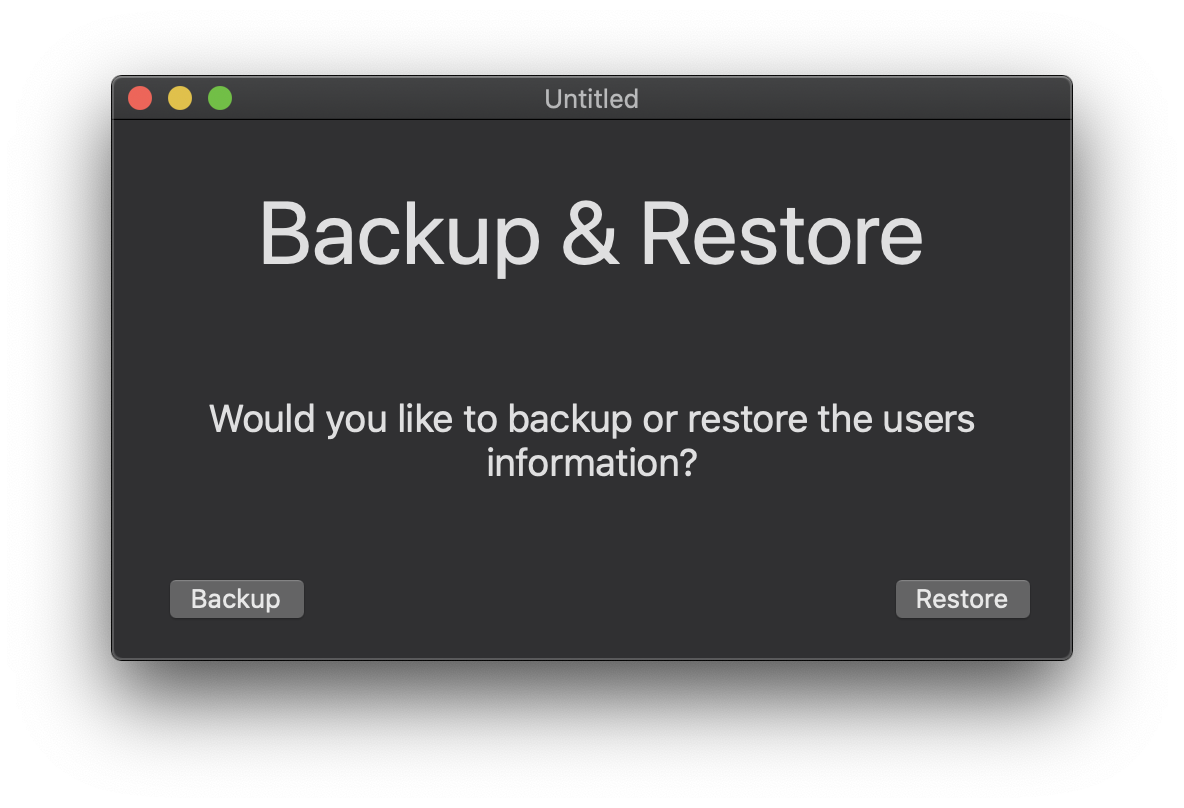 Untitled
Backup & Restore
Would you like to backup or restore the users
information?
Backup
Restore